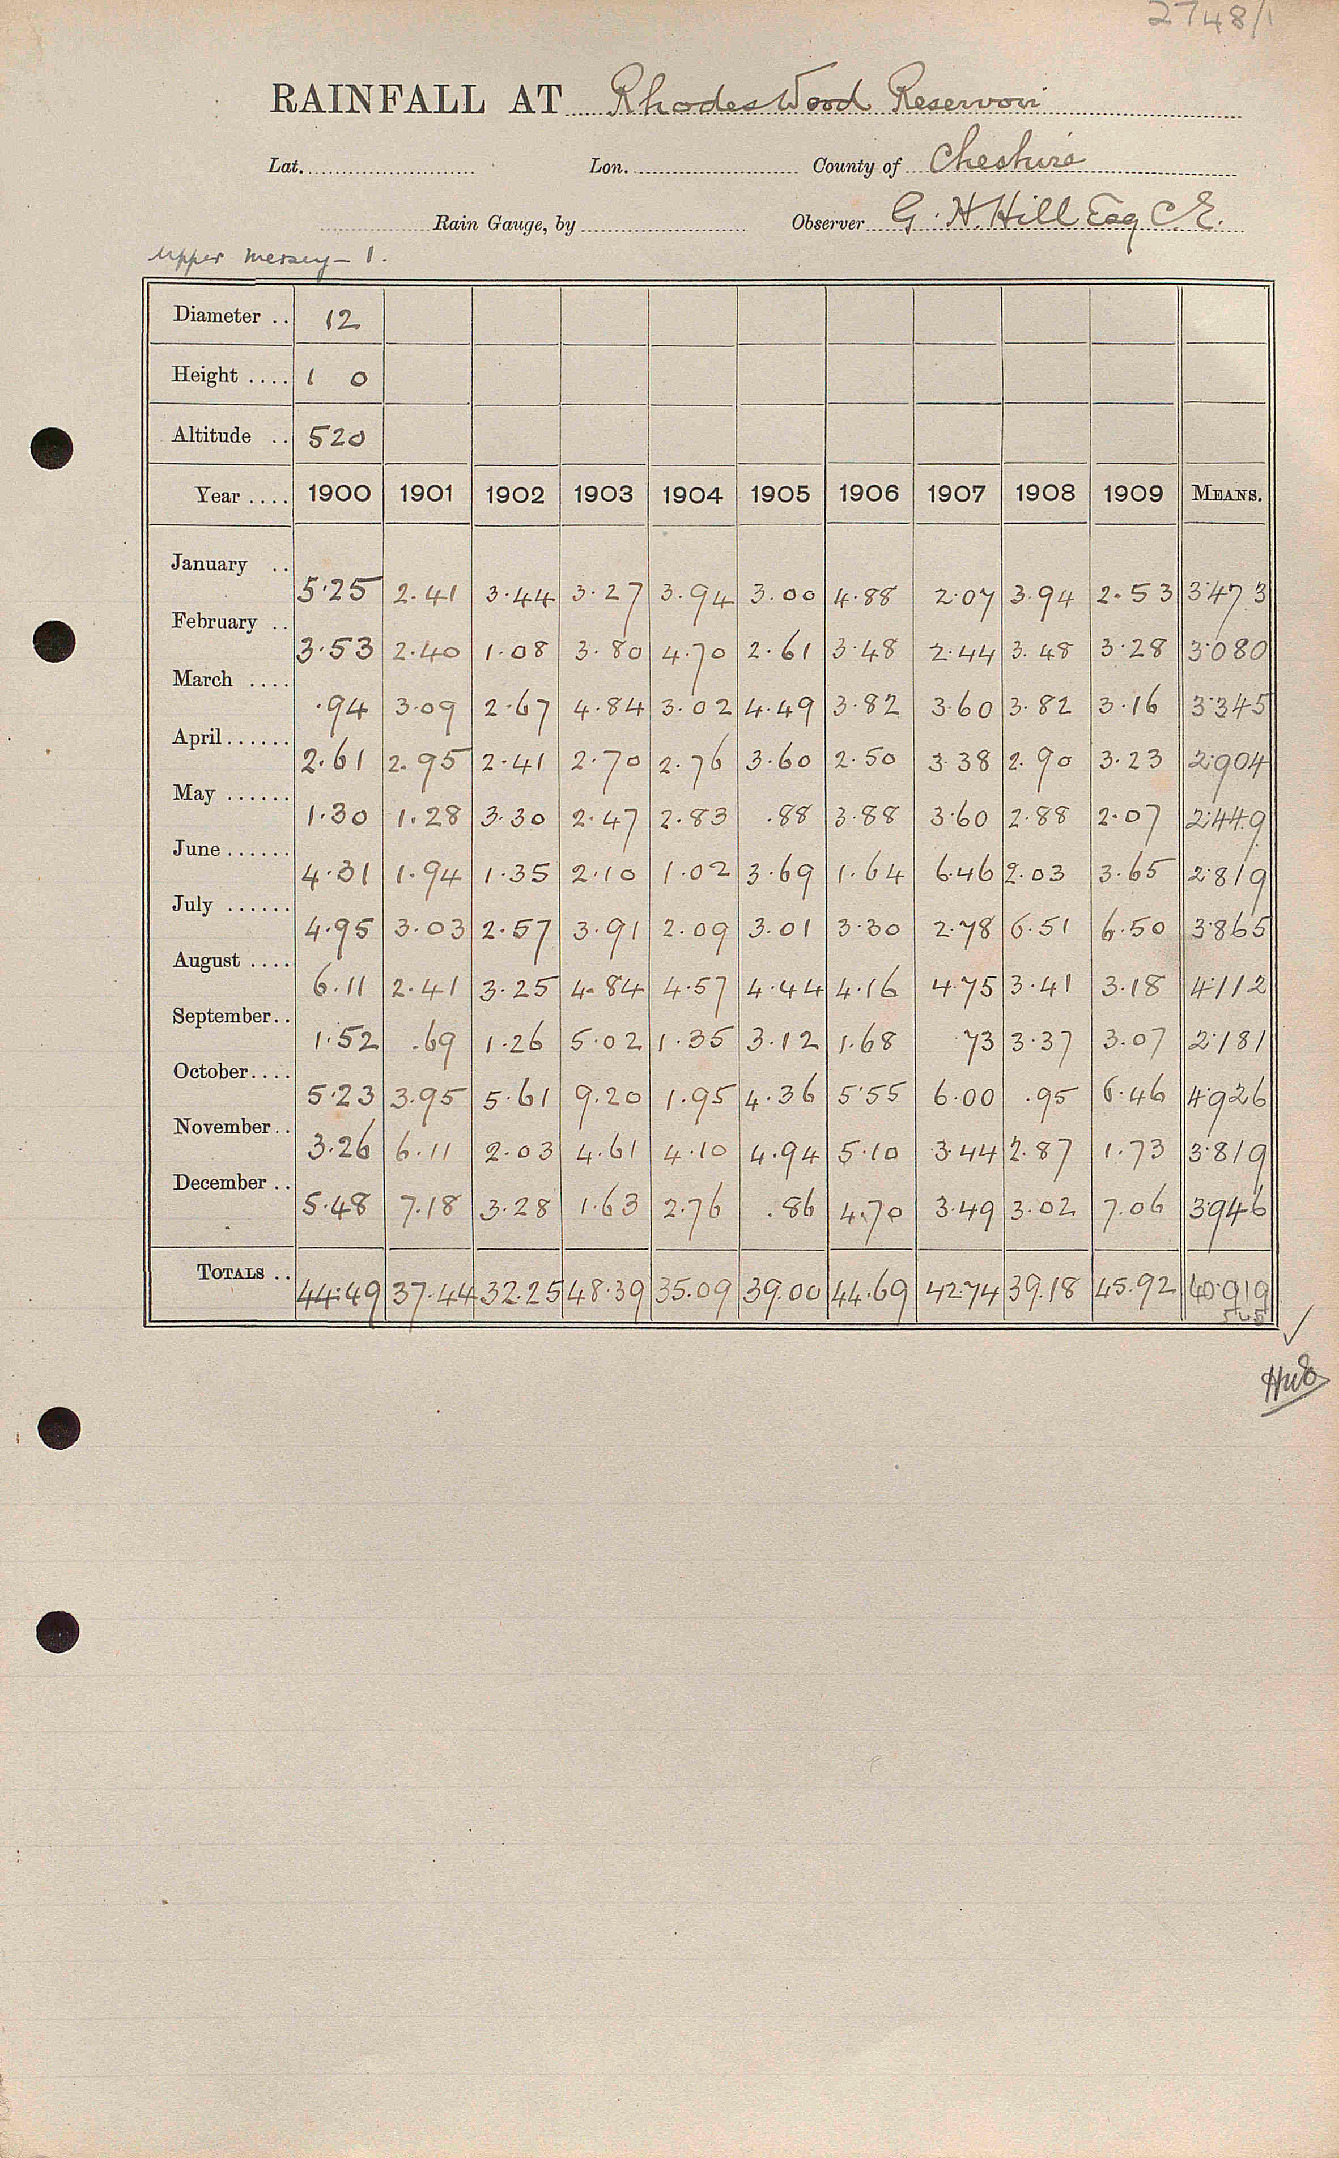 2748/1
RAINFALL AT Rhodes Wood Reservoir
Lat. Lon. County of Cheshire
Rain Gauge, by Observer G. H. Hill Esq C.E.
Upper Mersey - 1.
Diameter .. 12
Height .... 1 0
Altitude .. 520
Year .... 1900 1901 1902 1903 1904 1905 1906 1907 1908 1909 MEANS.
January .. 5.25 2.41 3.44 3.27 3.94 3.00 4.88 2.07 3.94 2.53 3.473
February .. 3.53 2.40 1.08 3.80 4.70 2.61 3.48 2.44 3.48 3.28 3.080
March .... .94 3.09 2.67 4.84 3.02 4.49 3.82 3.60 3.82 3.16 3.345
April...... 2.61 2.95 2.41 2.70 2.76 3.60 2.50 3.38 2.90 3.23 2.904
May ...... 1.30 1.28 3.30 2.47 2.83 .88 3.88 3.60 2.88 2.07 2.449
June ...... 4.31 1.94 1.35 2.10 1.02 3.69 1.64 6.46 2.03 3.65 2.819
July ...... 4.95 3.03 2.57 3.91 2.09 3.01 3.30 2.78 6.51 6.50 3.865
August .... 6.11 2.41 3.25 4.84 4.57 4.44 4.16 4.75 3.41 3.18 4.112
September.. 1.52 .69 1.26 5.02 1.35 3.12 1.68 73 3.37 3.07 2.181
October.... 5.23 3.95 5.61 9.20 1.95 4.36 5.55 6.00 .95 6.46 4.926
November.. 3.26 6.11 2.03 4.61 4.10 4.94 5.10 3.44 2.87 1.73 3.819
December .. 5.48 7.18 3.28 1.63 2.76 .86 4.70 3.49 3.02 7.06 3.946
TOTALS .. 44.49 37.44 32.25 48.39 35.09 39.00 44.69 42.74 39.18 45.92 40.919